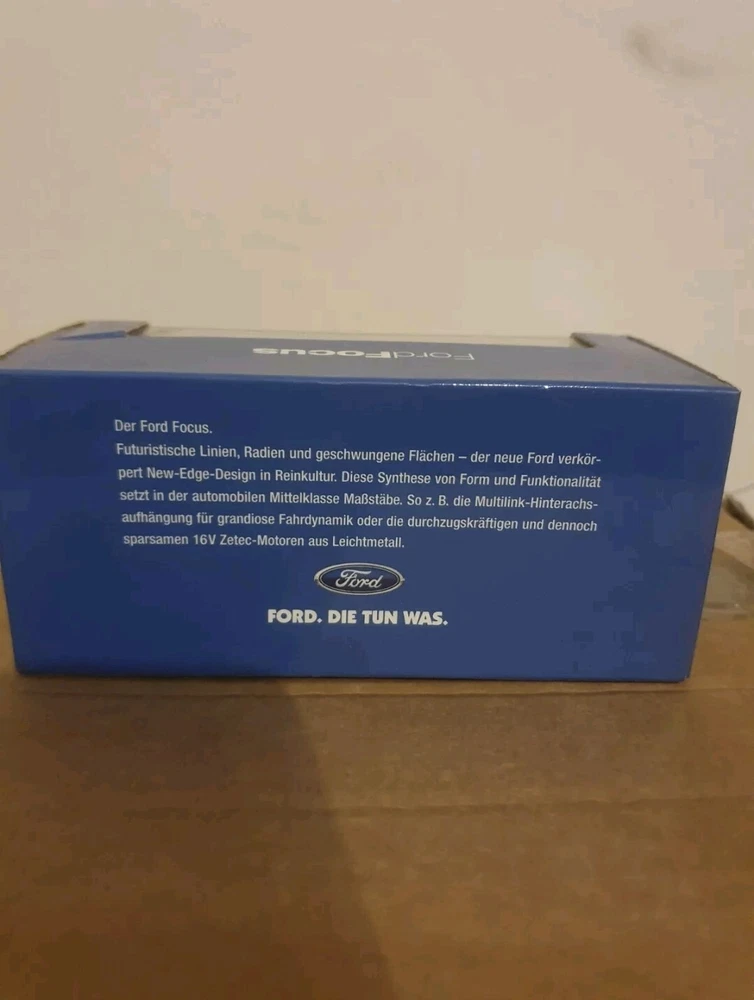 FordFocus
Der Ford Focus.
Futuristische Linien, Radien und geschwungene Flächen – der neue Ford verkör-
pert New-Edge-Design in Reinkultur. Diese Synthese von Form und Funktionalität
setzt in der automobilen Mittelklasse Maßstäbe. So z. B. die Multilink-Hinterachs-
aufhängung für grandiose Fahrdynamik oder die durchzugskräftigen und dennoch
sparsamen 16V Zetec-Motoren aus Leichtmetall.
Ford
FORD. DIE TUN WAS.